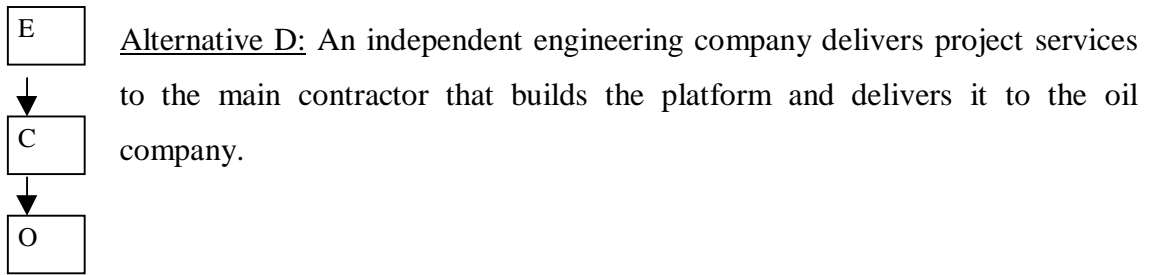 E
Alternative D: An independent engineering company delivers project services
to the main contractor that builds the platform and delivers it to the oil
C
company.
O